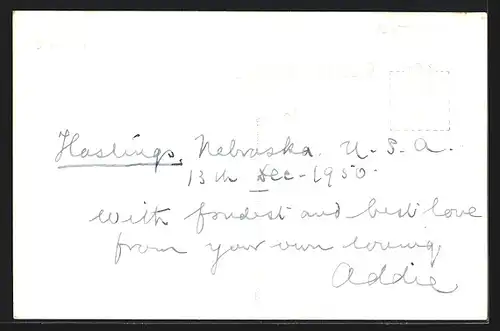 Hastings, Nebraska. U.S.A.
13th Dec-1950.
With fondest and best love
from your own loving,
Addie